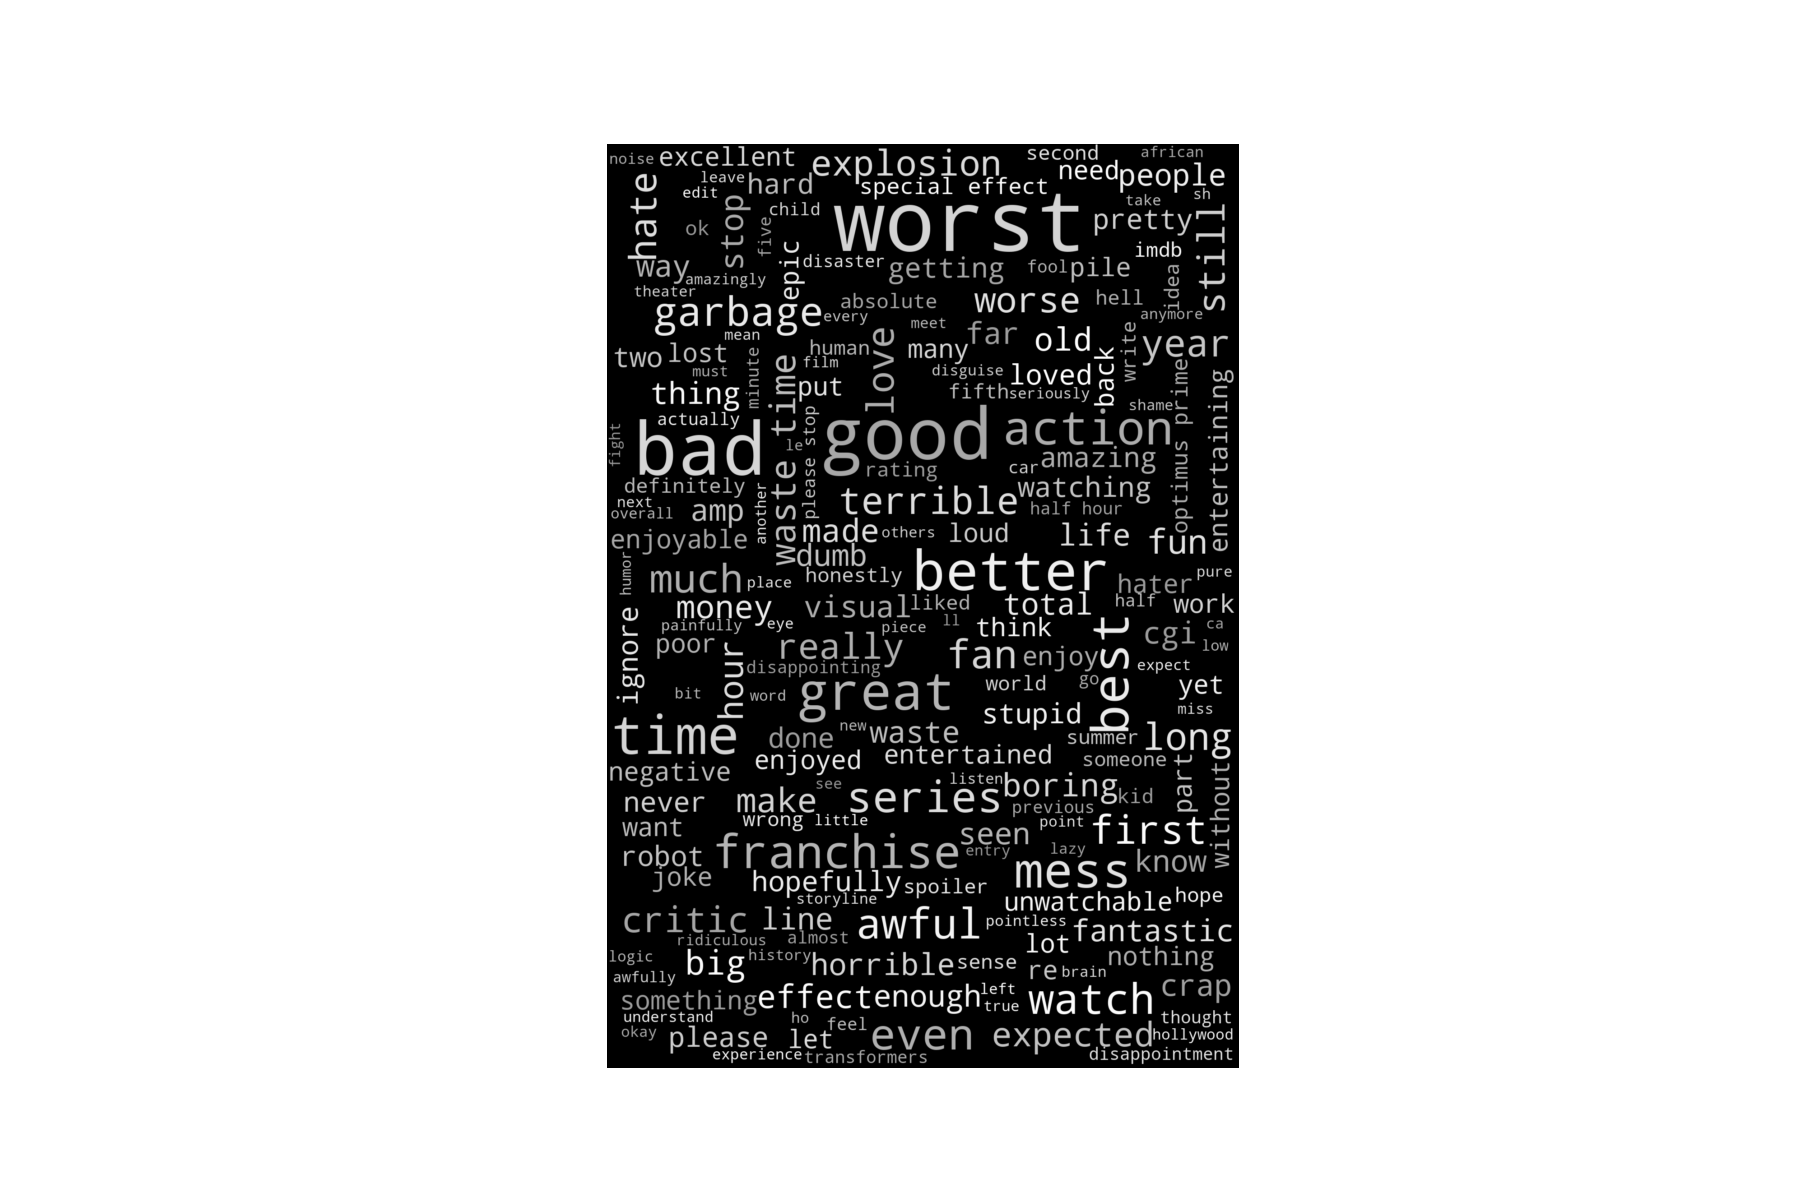 noise excellent explosion second african
leave hard special effect need people
edit sh
hate stop five child worst take pretty still
ok imdb
way epic disaster getting fool pile idea
amazingly
theater absolute worse hell
garbage every meet anymore
mean love far old write year
two lost minute human many back
must film disguise loved optimus prime
thing waste time put fifth seriously entertaining
actually please stop shame
fight bad le good action
rating car amazing
definitely watching
next another terrible half hour
overall amp
enjoyable made others loud life fun
humor dumb better
much place honestly hater pure
money visual liked total half work
ignore painfully eye piece ll think best cgi ca
poor hour really fan enjoy low
disappointing expect
bit word great world go yet
stupid miss
time done new waste summer long
enjoyed entertained someone
negative see listen boring part without
never make series previous kid
want wrong little seen point first
robot franchise entry lazy know
joke hopefully spoiler mess
storyline unwatchable hope
critic line awful pointless fantastic
ridiculous almost lot
logic big history horrible sense re brain nothing
awfully
something effect enough left watch crap
understand ho true thought
okay please let feel even expected hollywood
experience transformers disappointment